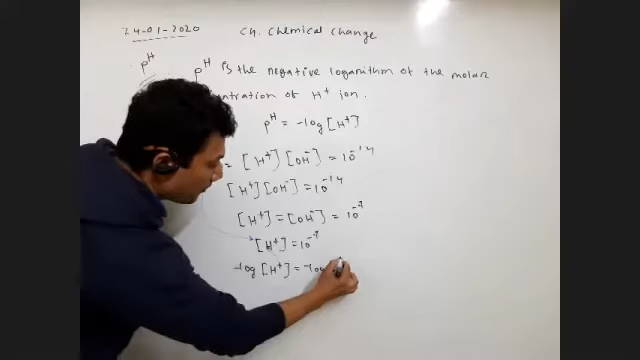 24-01-2020 Ch. Chemical Change
pH
pH is the negative logarithm of the molar
ntration of H+ ion.
pH = -log [H+]
= [H+][OH-] = 10-14
[H+][OH-] = 10-14
[H+] = [OH-] = 10-7
[H+] = 10-7
-log [H+] = -log